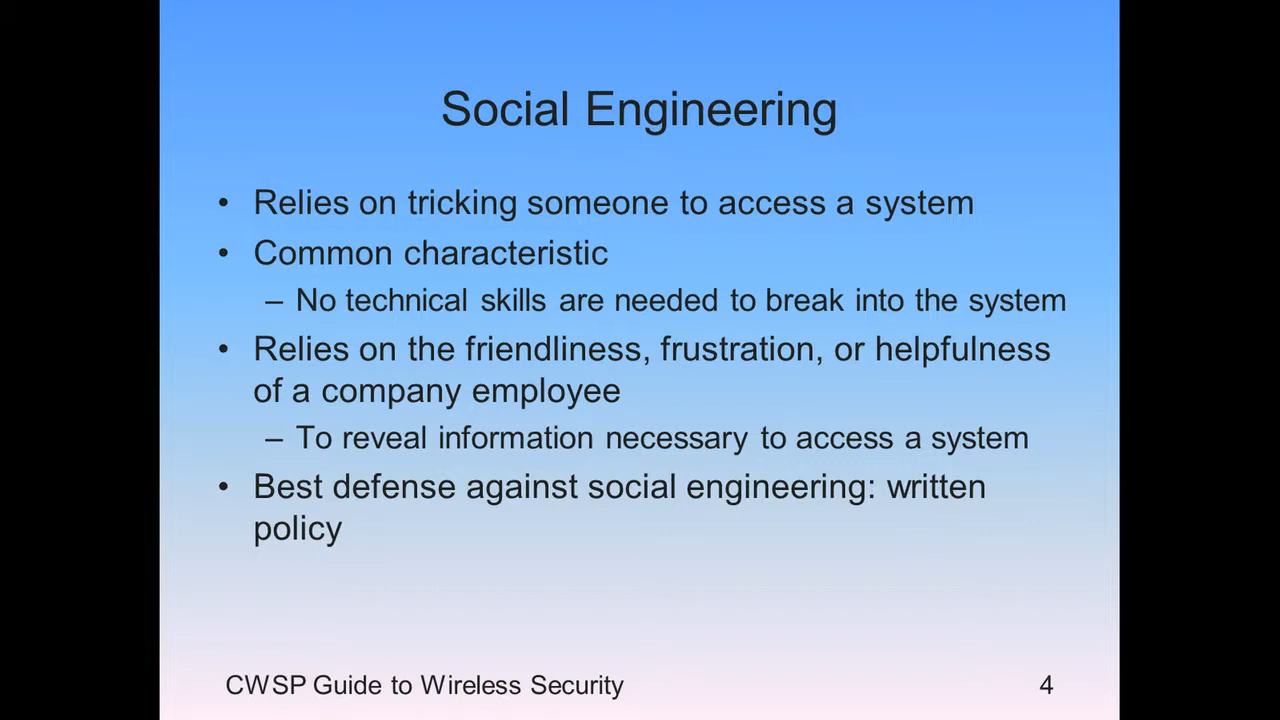 Social Engineering
• Relies on tricking someone to access a system
• Common characteristic
– No technical skills are needed to break into the system
• Relies on the friendliness, frustration, or helpfulness
of a company employee
– To reveal information necessary to access a system
• Best defense against social engineering: written
policy
CWSP Guide to Wireless Security
4